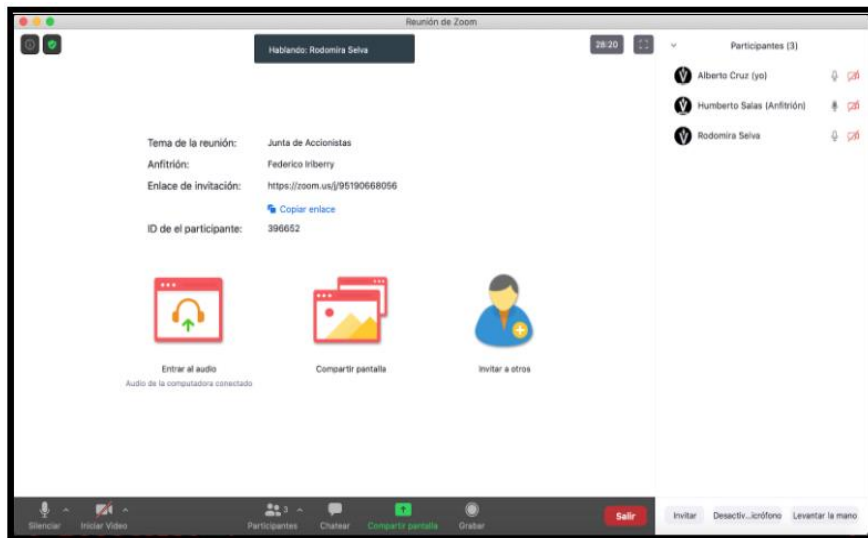 Reunión de Zoom
Hablando: Rodomira Selva
28:20
Participantes (3)
Alberto Cruz (yo)
Humberto Salas (Anfitrión)
Rodomira Selva
Tema de la reunión: Junta de Accionistas
Anfitrión: Federico Iriberry
Enlace de invitación: https://zoom.us/j/95190668056
Copiar enlace
ID de el participante: 396652
Entrar al audio
Audio de la computadora conectado
Compartir pantalla
Invitar a otros
Silenciar
Iniciar Video
3
Participantes
Chatear
Compartir pantalla
Grabar
Salir
Invitar
Desactiv...icrófono
Levantar la mano